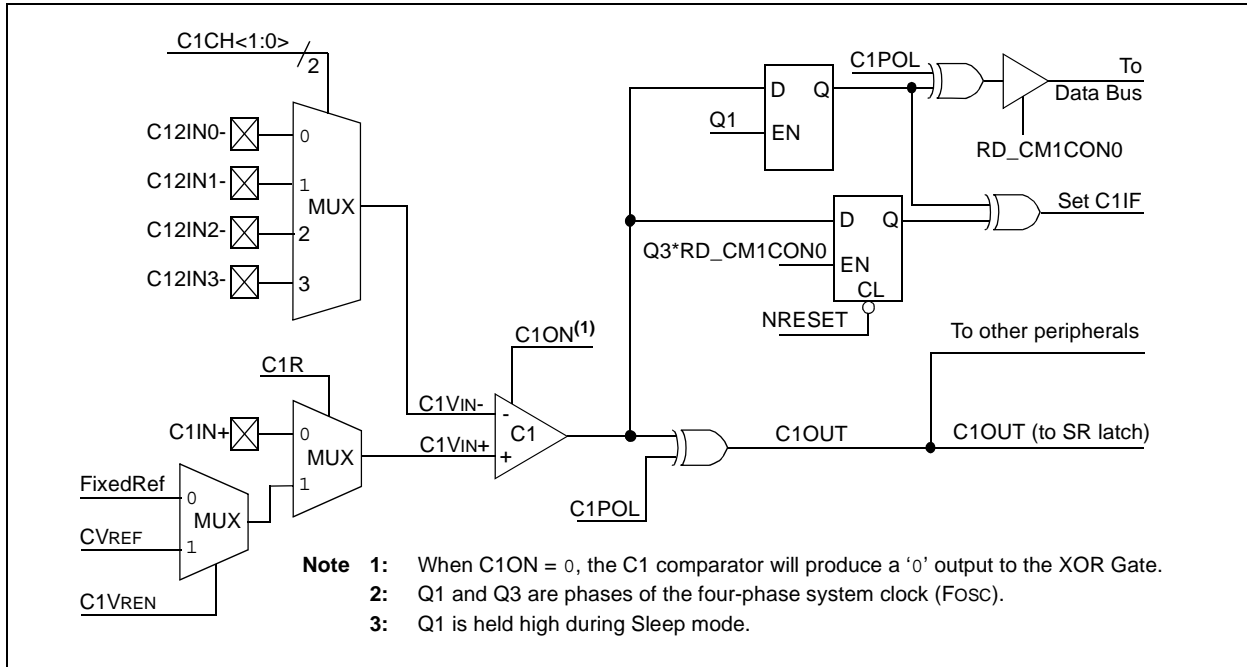 C1CH<1:0>
2
C12IN0-
0
C12IN1-
1
MUX
C12IN2-
2
C12IN3-
3
C1R
C1IN+
0
MUX
1
FixedRef
0
MUX
CVREF
1
C1VREN
C1ON(1)
C1VIN-
-
C1
C1VIN+
+
D
Q
Q1
EN
C1POL
To
Data Bus
RD_CM1CON0
D
Q
Q3*RD_CM1CON0
EN
CL
NRESET
Set C1IF
To other peripherals
C1OUT
C1OUT (to SR latch)
C1POL
Note 1: When C1ON = 0, the C1 comparator will produce a ‘0’ output to the XOR Gate.
2: Q1 and Q3 are phases of the four-phase system clock (FOSC).
3: Q1 is held high during Sleep mode.